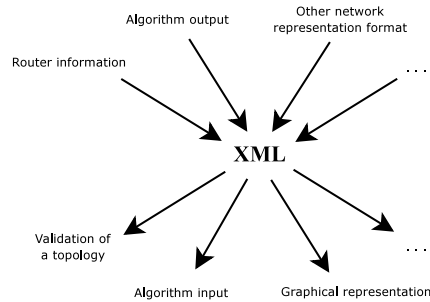 Algorithm output
Other network
representation format
Router information
. . .
XML
Validation of
a topology
. . .
Algorithm input
Graphical representation